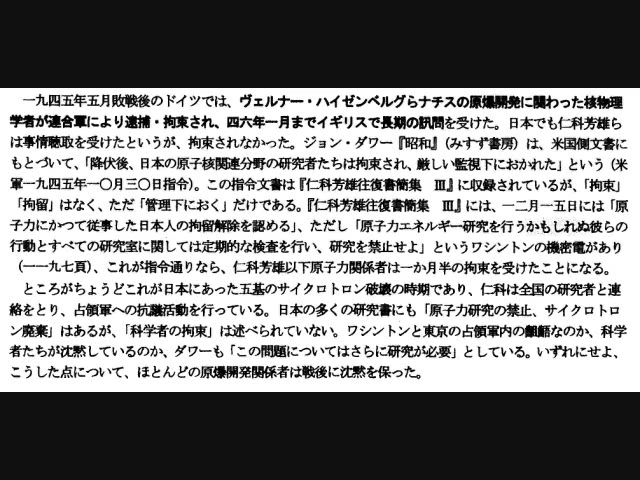 一九四五年五月敗戦後のドイツでは、ヴェルナー・ハイゼンベルグらナチスの原爆開発に関わった核物理
学者が連合軍により逮捕・拘束され、四六年一月までイギリスで長期の訊問を受けた。日本でも仁科芳雄ら
は事情聴取を受けたというが、拘束されなかった。ジョン・ダワー『昭和』（みすず書房）は、米国側文書に
もとづいて、「降伏後、日本の原子核関連分野の研究者たちは拘束され、厳しい監視下におかれた」という（米
軍一九四五年一〇月三〇日指令）。この指令文書は『仁科芳雄往復書簡集　Ⅲ』に収録されているが、「拘束」
「拘留」はなく、ただ「管理下におく」だけである。『仁科芳雄往復書簡集　Ⅲ』には、一二月一五日には「原
子力にかつて従事した日本人の拘留解除を認める」、ただし「原子力エネルギー研究を行うかもしれぬ彼らの
行動とすべての研究室に関しては定期的な検査を行い、研究を禁止せよ」というワシントンの機密電があり
（一一九七頁）、これが指令通りなら、仁科芳雄以下原子力関係者は一か月半の拘束を受けたことになる。
ところがちょうどこれが日本にあった五基のサイクロトロン破壊の時期であり、仁科は全国の研究者と連
絡をとり、占領軍への抗議活動を行っている。日本の多くの研究書にも「原子力研究の禁止、サイクロトロ
ン廃棄」はあるが、「科学者の拘束」は述べられていない。ワシントンと東京の占領軍内の齟齬なのか、科学
者たちが沈黙しているのか、ダワーも「この問題についてはさらに研究が必要」としている。いずれにせよ、
こうした点について、ほとんどの原爆開発関係者は戦後に沈黙を保った。